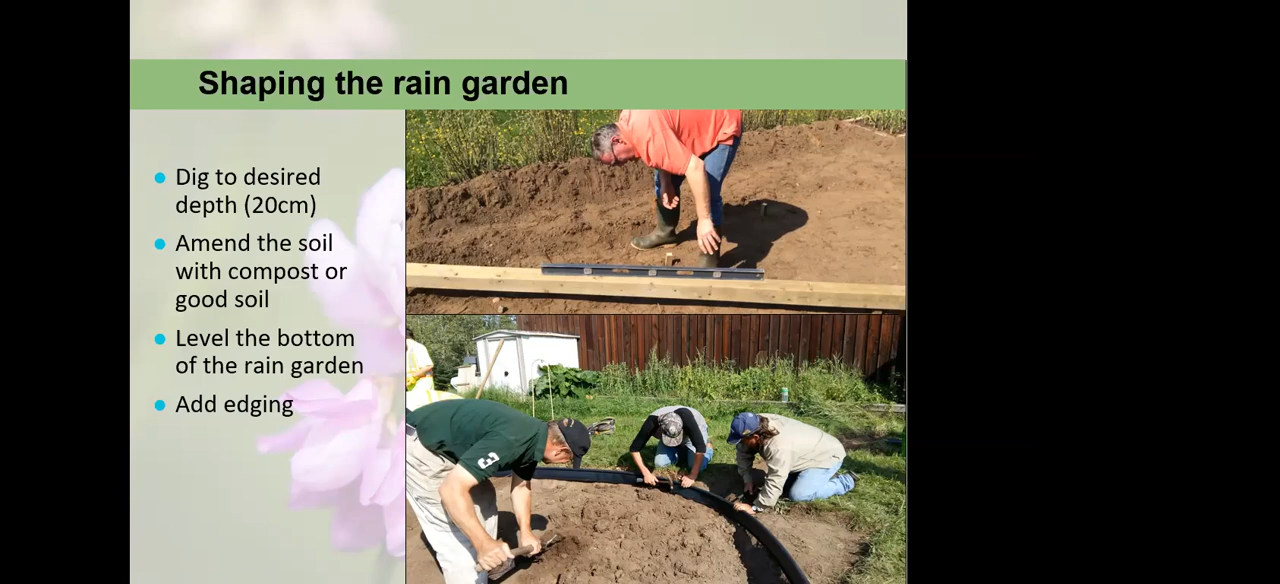 Shaping the rain garden
Dig to desired
depth (20cm)
Amend the soil
with compost or
good soil
Level the bottom
of the rain garden
Add edging
3